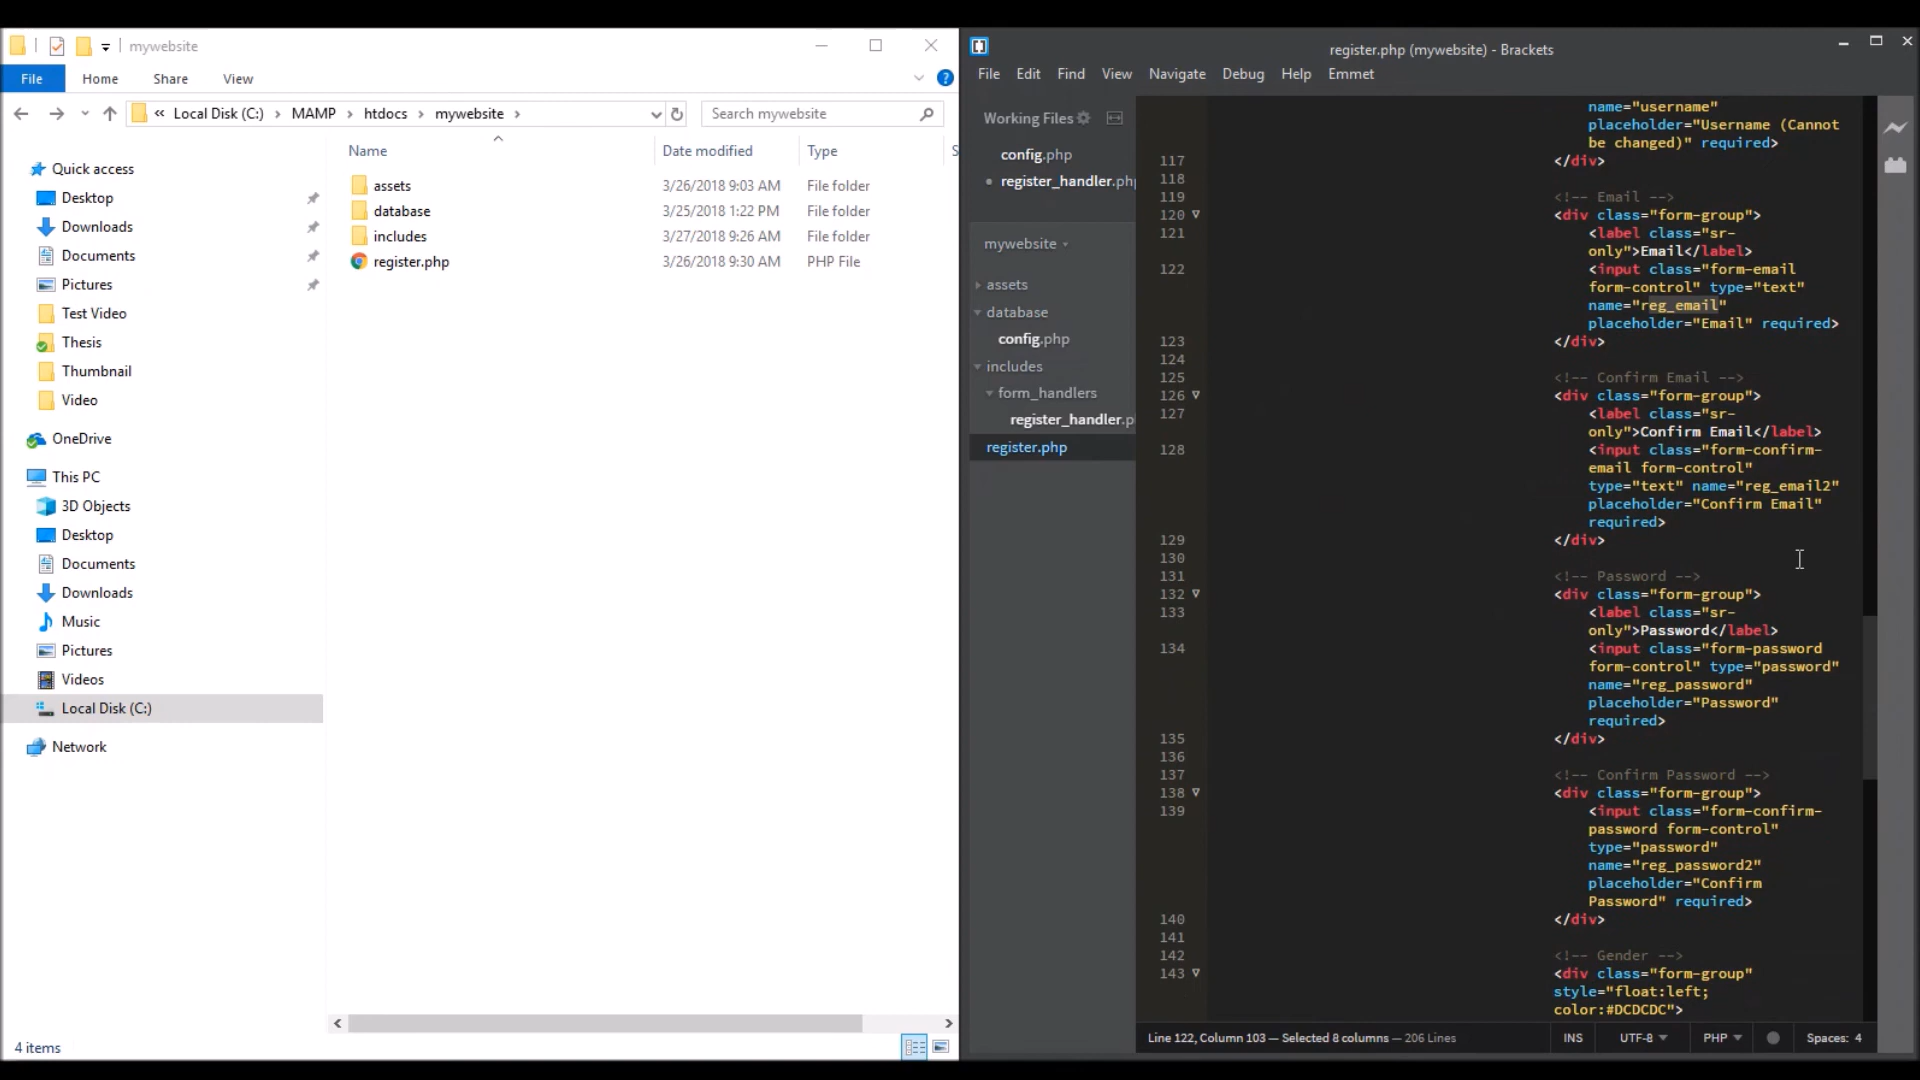 mywebsite
File
Home
Share
View
Local Disk (C:)
MAMP
htdocs
mywebsite
Search mywebsite
Name
Date modified
Type
S
Quick access
Desktop
Downloads
Documents
Pictures
Test Video
Thesis
Thumbnail
Video
OneDrive
This PC
3D Objects
Desktop
Documents
Downloads
Music
Pictures
Videos
Local Disk (C:)
Network
assets 3/26/2018 9:03 AM File folder
database 3/25/2018 1:22 PM File folder
includes 3/27/2018 9:26 AM File folder
register.php 3/26/2018 9:30 AM PHP File
4 items
register.php (mywebsite) - Brackets
File Edit Find View Navigate Debug Help Emmet
Working Files
config.php
register_handler.php
mywebsite
assets
database
config.php
includes
form_handlers
register_handler.p
register.php
name="username"
placeholder="Username (Cannot
be changed)" required>
117 </div>
118
119 <!-- Email -->
120 <div class="form-group">
121 <label class="sr-
only">Email</label>
122 <input class="form-email
form-control" type="text"
name="reg_email"
placeholder="Email" required>
123 </div>
124
125 <!-- Confirm Email -->
126 <div class="form-group">
127 <label class="sr-
only">Confirm Email</label>
128 <input class="form-confirm-
email form-control"
type="text" name="reg_email2"
placeholder="Confirm Email"
required>
129 </div>
130
131 <!-- Password -->
132 <div class="form-group">
133 <label class="sr-
only">Password</label>
134 <input class="form-password
form-control" type="password"
name="reg_password"
placeholder="Password"
required>
135 </div>
136
137 <!-- Confirm Password -->
138 <div class="form-group">
139 <input class="form-confirm-
password form-control"
type="password"
name="reg_password2"
placeholder="Confirm
Password" required>
140 </div>
141
142 <!-- Gender -->
143 <div class="form-group"
style="float:left;
color:#DCDCDC">
Line 122, Column 103 — Selected 8 columns — 206 Lines
INS
UTF-8
PHP
Spaces: 4